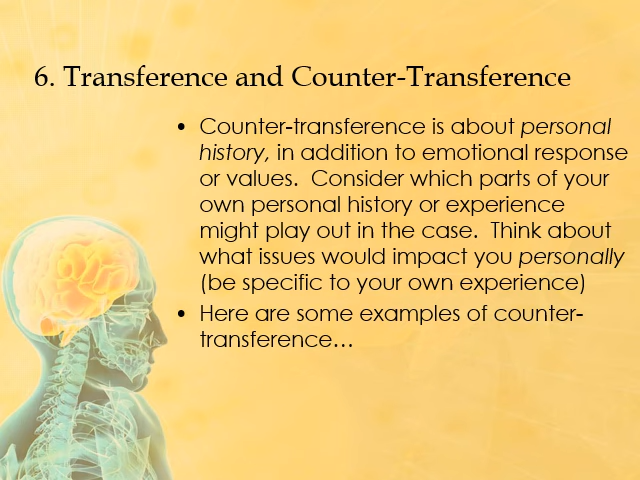 6. Transference and Counter-Transference
• Counter-transference is about personal
history, in addition to emotional response
or values.  Consider which parts of your
own personal history or experience
might play out in the case.  Think about
what issues would impact you personally
(be specific to your own experience)
• Here are some examples of counter-
transference…